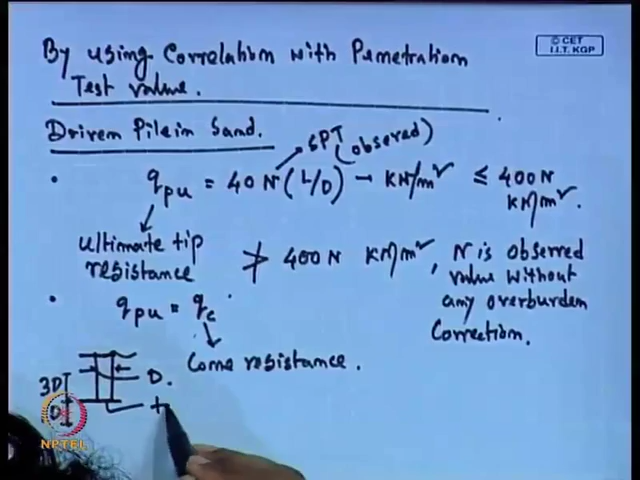 By using Correlation with Penetration
Test value.
© CET
I.I.T. KGP
Driven Pile in Sand.
SPT
(observed)
• qpu = 40 N (L/D) – KN/m² ≤ 400 N
KN/m².
Ultimate tip
resistance
≯ 400 N KN/m², N is observed
value without
any overburden
Correction.
• qpu = qc
Cone resistance.
3D
D.
D
t
NPTEL